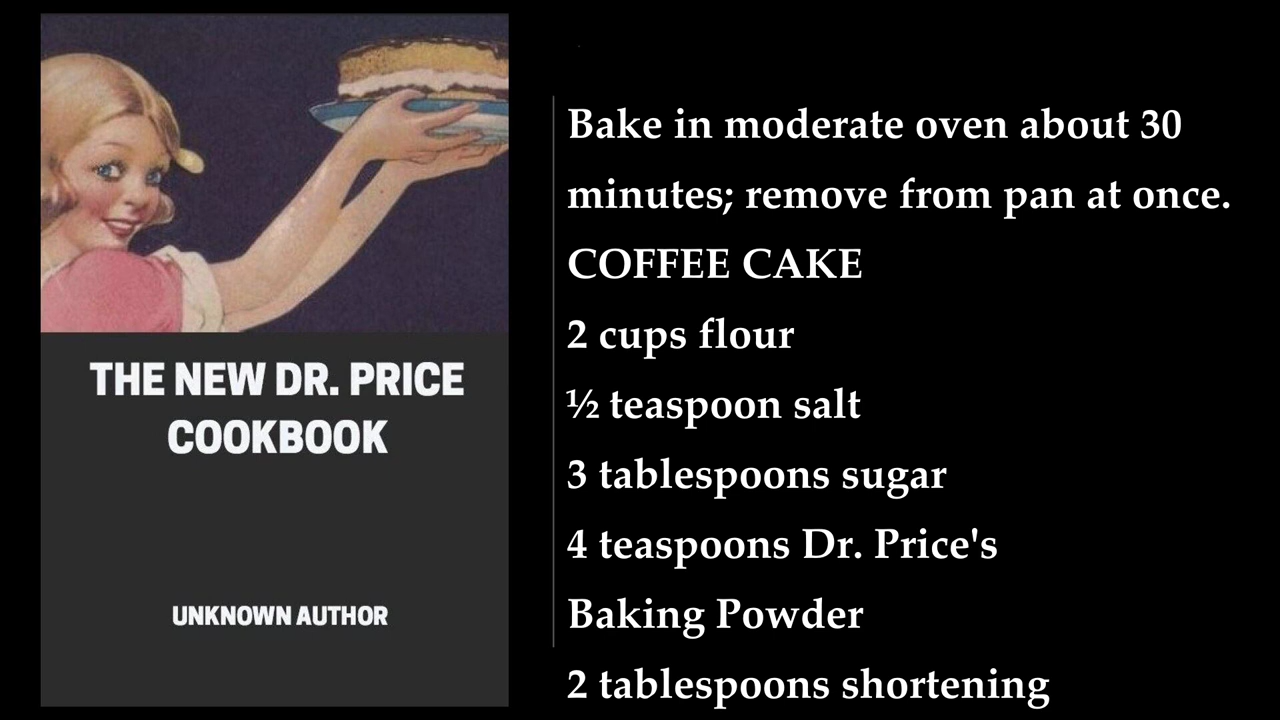 THE NEW DR. PRICE
COOKBOOK
UNKNOWN AUTHOR
Bake in moderate oven about 30
minutes; remove from pan at once.
COFFEE CAKE
2 cups flour
½ teaspoon salt
3 tablespoons sugar
4 teaspoons Dr. Price's
Baking Powder
2 tablespoons shortening